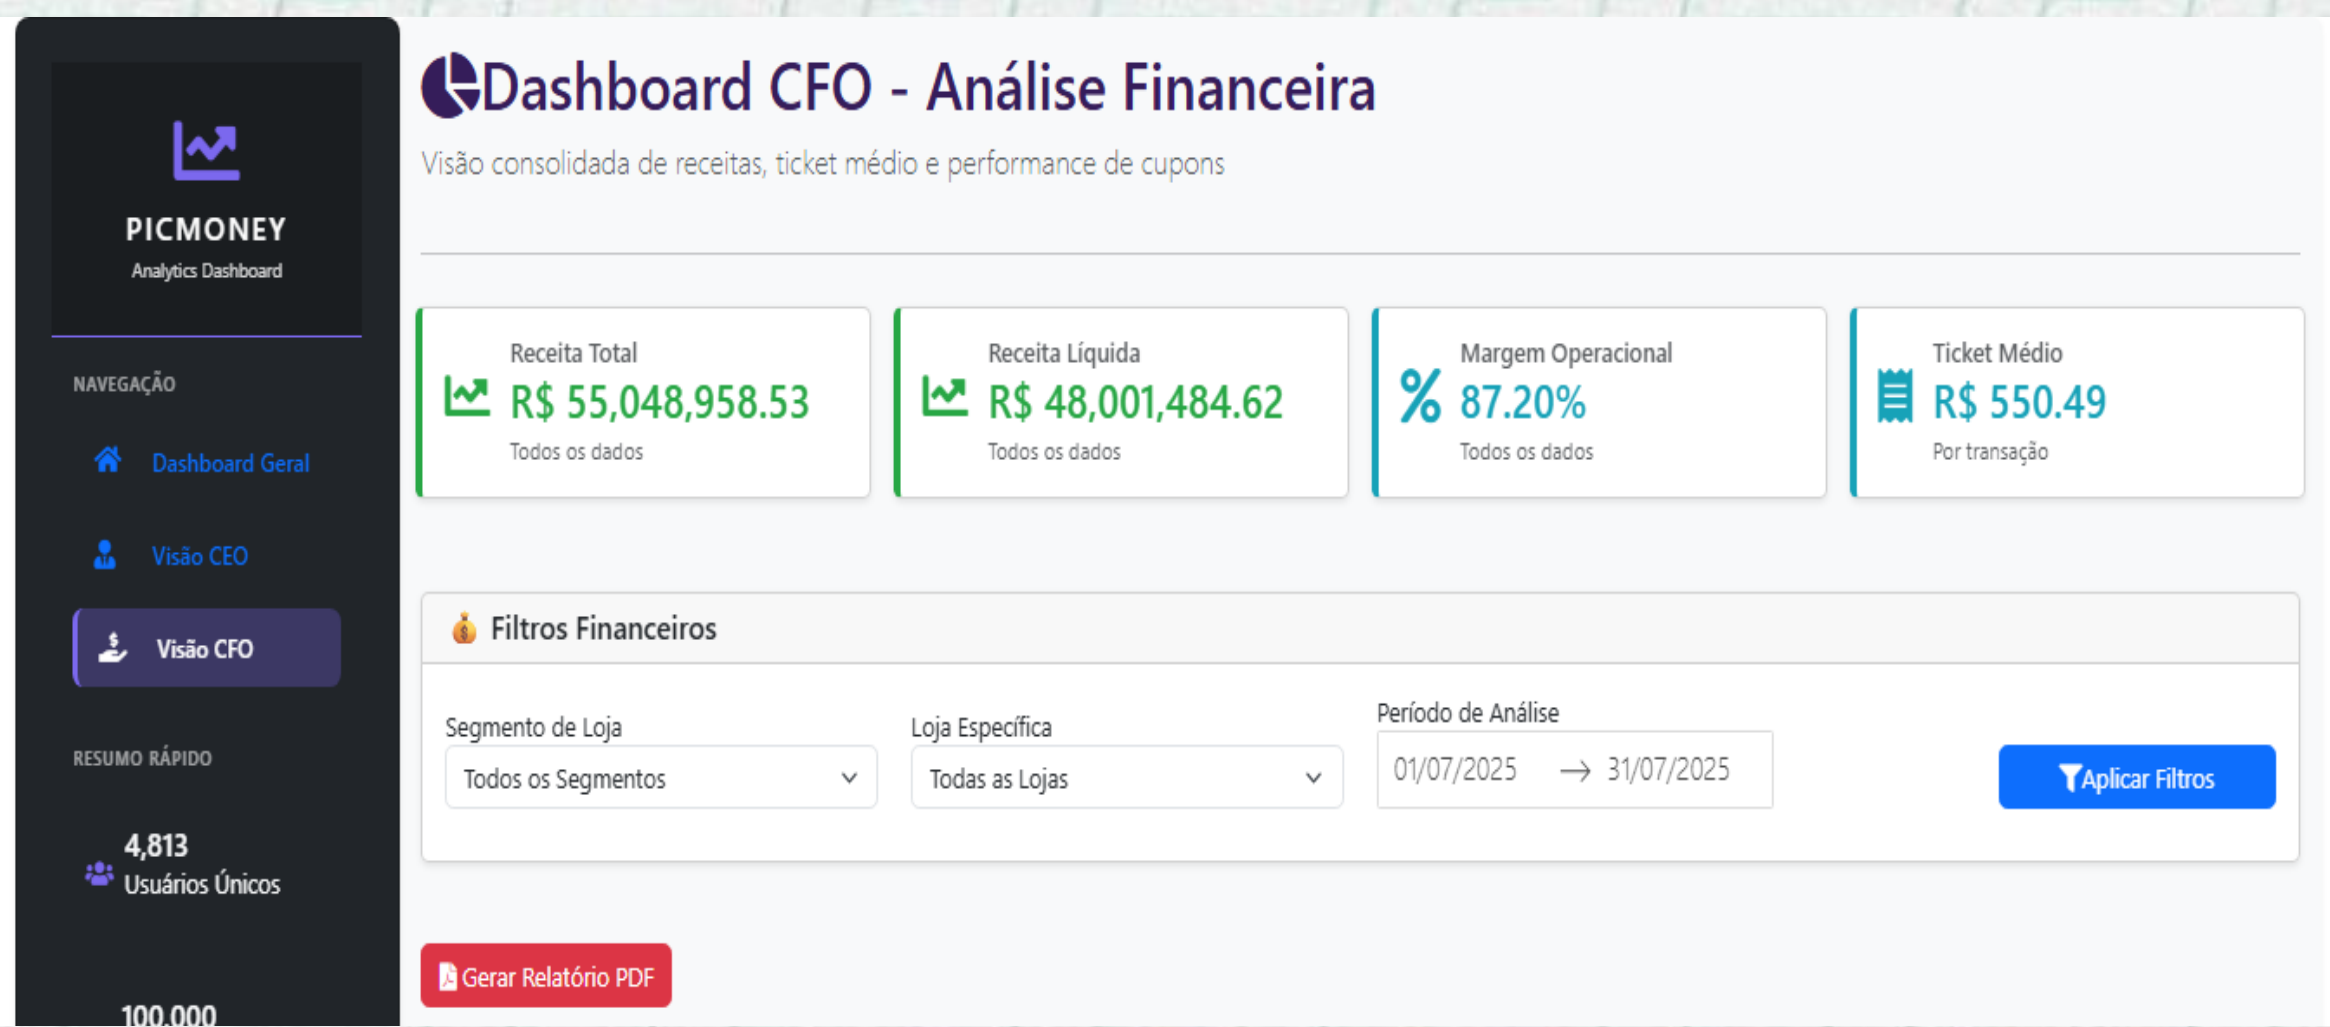 PICMONEY
Analytics Dashboard
NAVEGAÇÃO
Dashboard Geral
Visão CEO
Visão CFO
RESUMO RÁPIDO
4,813
Usuários Únicos
100,000
Dashboard CFO - Análise Financeira
Visão consolidada de receitas, ticket médio e performance de cupons
Receita Total
R$ 55,048,958.53
Todos os dados
Receita Líquida
R$ 48,001,484.62
Todos os dados
Margem Operacional
87.20%
Todos os dados
Ticket Médio
R$ 550.49
Por transação
Filtros Financeiros
Segmento de Loja
Todos os Segmentos
Loja Específica
Todas as Lojas
Período de Análise
01/07/2025 → 31/07/2025
Aplicar Filtros
Gerar Relatório PDF